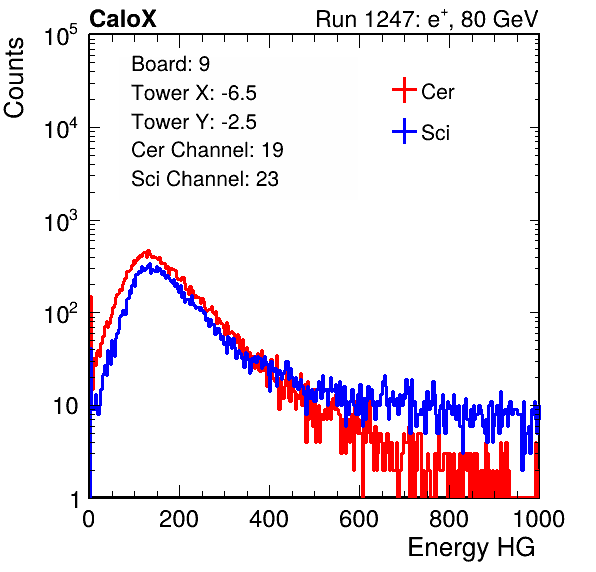 CaloX Run 1247: e⁺, 80 GeV
Counts
Board: 9
Tower X: -6.5
Tower Y: -2.5
Cer Channel: 19
Sci Channel: 23
Cer
Sci
10⁵
10⁴
10³
10²
10
1
0 200 400 600 800 1000
Energy HG